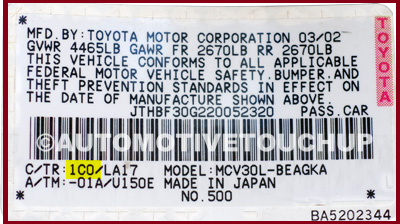 MFD.BY:TOYOTA MOTOR CORPORATION 03/02
GVWR 4465LB GAWR FR 2670LB RR 2670LB
THIS VEHICLE CONFORMS TO ALL APPLICABLE
FEDERAL MOTOR VEHICLE SAFETY.BUMPER.AND
THEFT PREVENTION STANDARDS IN EFFECT ON
THE DATE OF MANUFACTURE SHOWN ABOVE.
JTHBF30G220052320 PASS.CAR
TOYOTA
©AUTOMOTIVETOUCHUP
C/TR:1C0/LA17 MODEL:MCV30L-BEAGKA
A/TM:-01A/U150E MADE IN JAPAN
NO.500
BA5202344